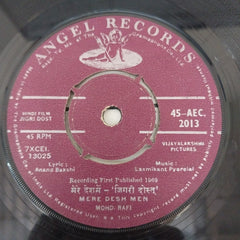 ANGEL RECORDS
HINDI FILM
JIGRI DOST
45-AEC.
2013
45 RPM
7XCEI.
13025
VIJAYALAKSHMI
PICTURES
Lyric:
Anand Bakshi
Music:
Laxmikant Pyarelal
Recording First Published 1969
मेरे देशमें - 'जिगरी दोस्त'
MERE DESH MEN
MOHD. RAFI